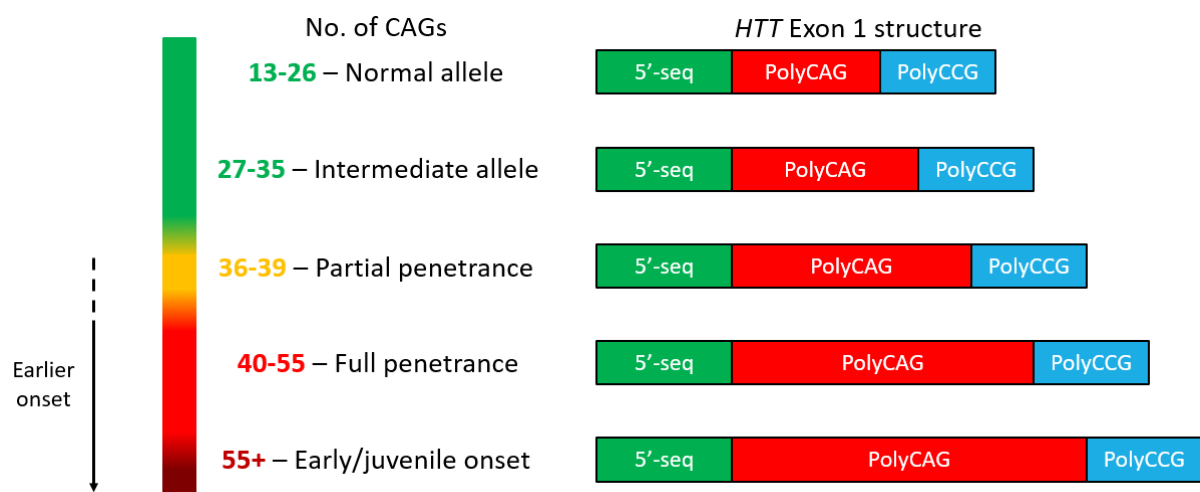 No. of CAGs
HTT Exon 1 structure
13-26 – Normal allele
5’-seq
PolyCAG
PolyCCG
27-35 – Intermediate allele
5’-seq
PolyCAG
PolyCCG
36-39 – Partial penetrance
5’-seq
PolyCAG
PolyCCG
Earlier
onset
40-55 – Full penetrance
5’-seq
PolyCAG
PolyCCG
55+ – Early/juvenile onset
5’-seq
PolyCAG
PolyCCG